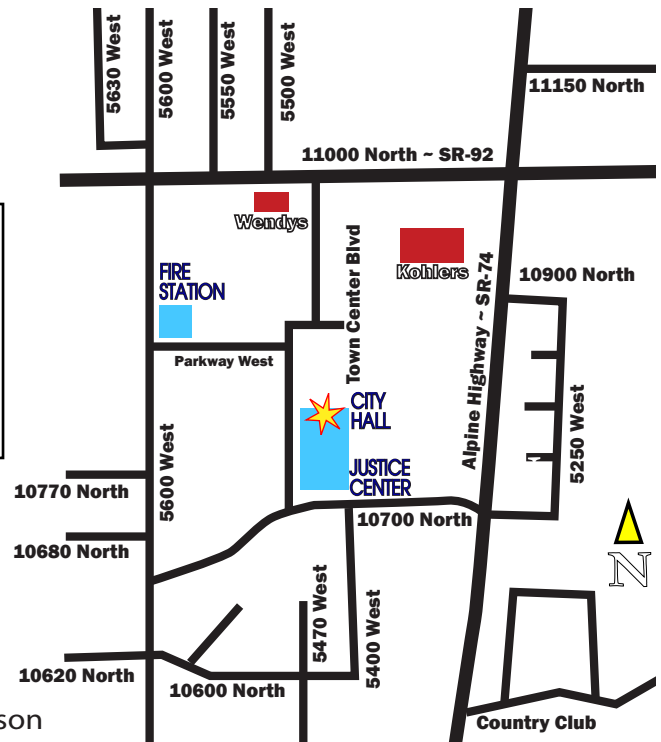 5630 West
5600 West
5550 West
5500 West
11150 North
11000 North ~ SR-92
Wendys
Kohlers
Town Center Blvd
FIRE
STATION
10900 North
Alpine Highway ~ SR-74
Parkway West
CITY
HALL
5250 West
5600 West
JUSTICE
CENTER
10770 North
10700 North
10680 North
N
5470 West
5400 West
10620 North
10600 North
son
Country Club